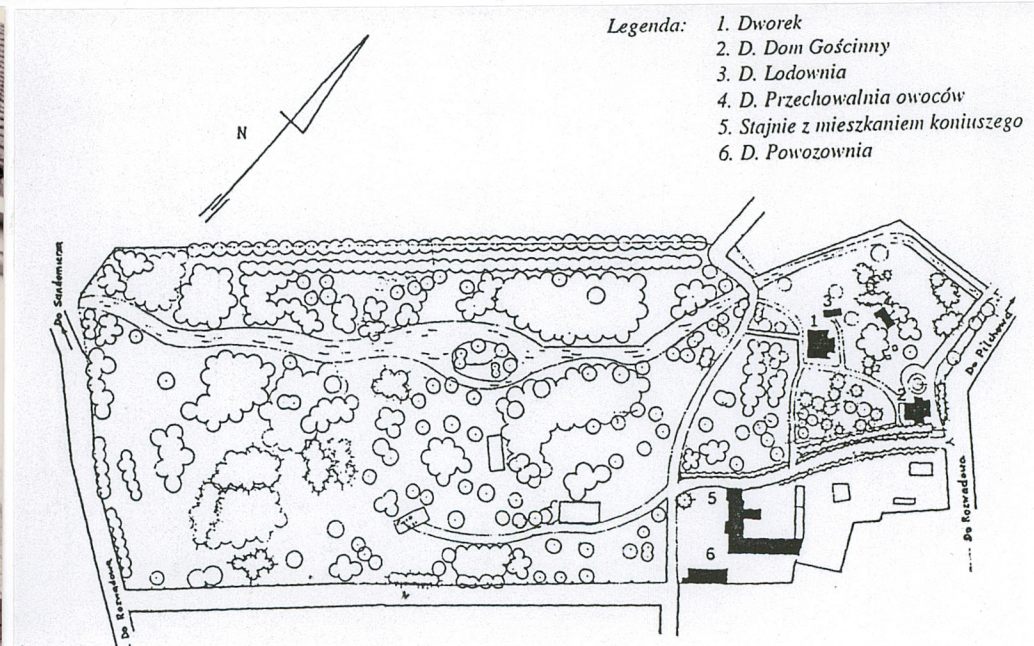 Legenda: 1. Dworek
2. D. Dom Gościnny
3. D. Lodownia
4. D. Przechowalnia owoców
5. Stajnie z mieszkaniem koniuszego
6. D. Powozownia
N
Do Sandomierza
3
4
1
Do Pilchowa
2
5
Do Rozwadowa
6
Do Rozwadowa